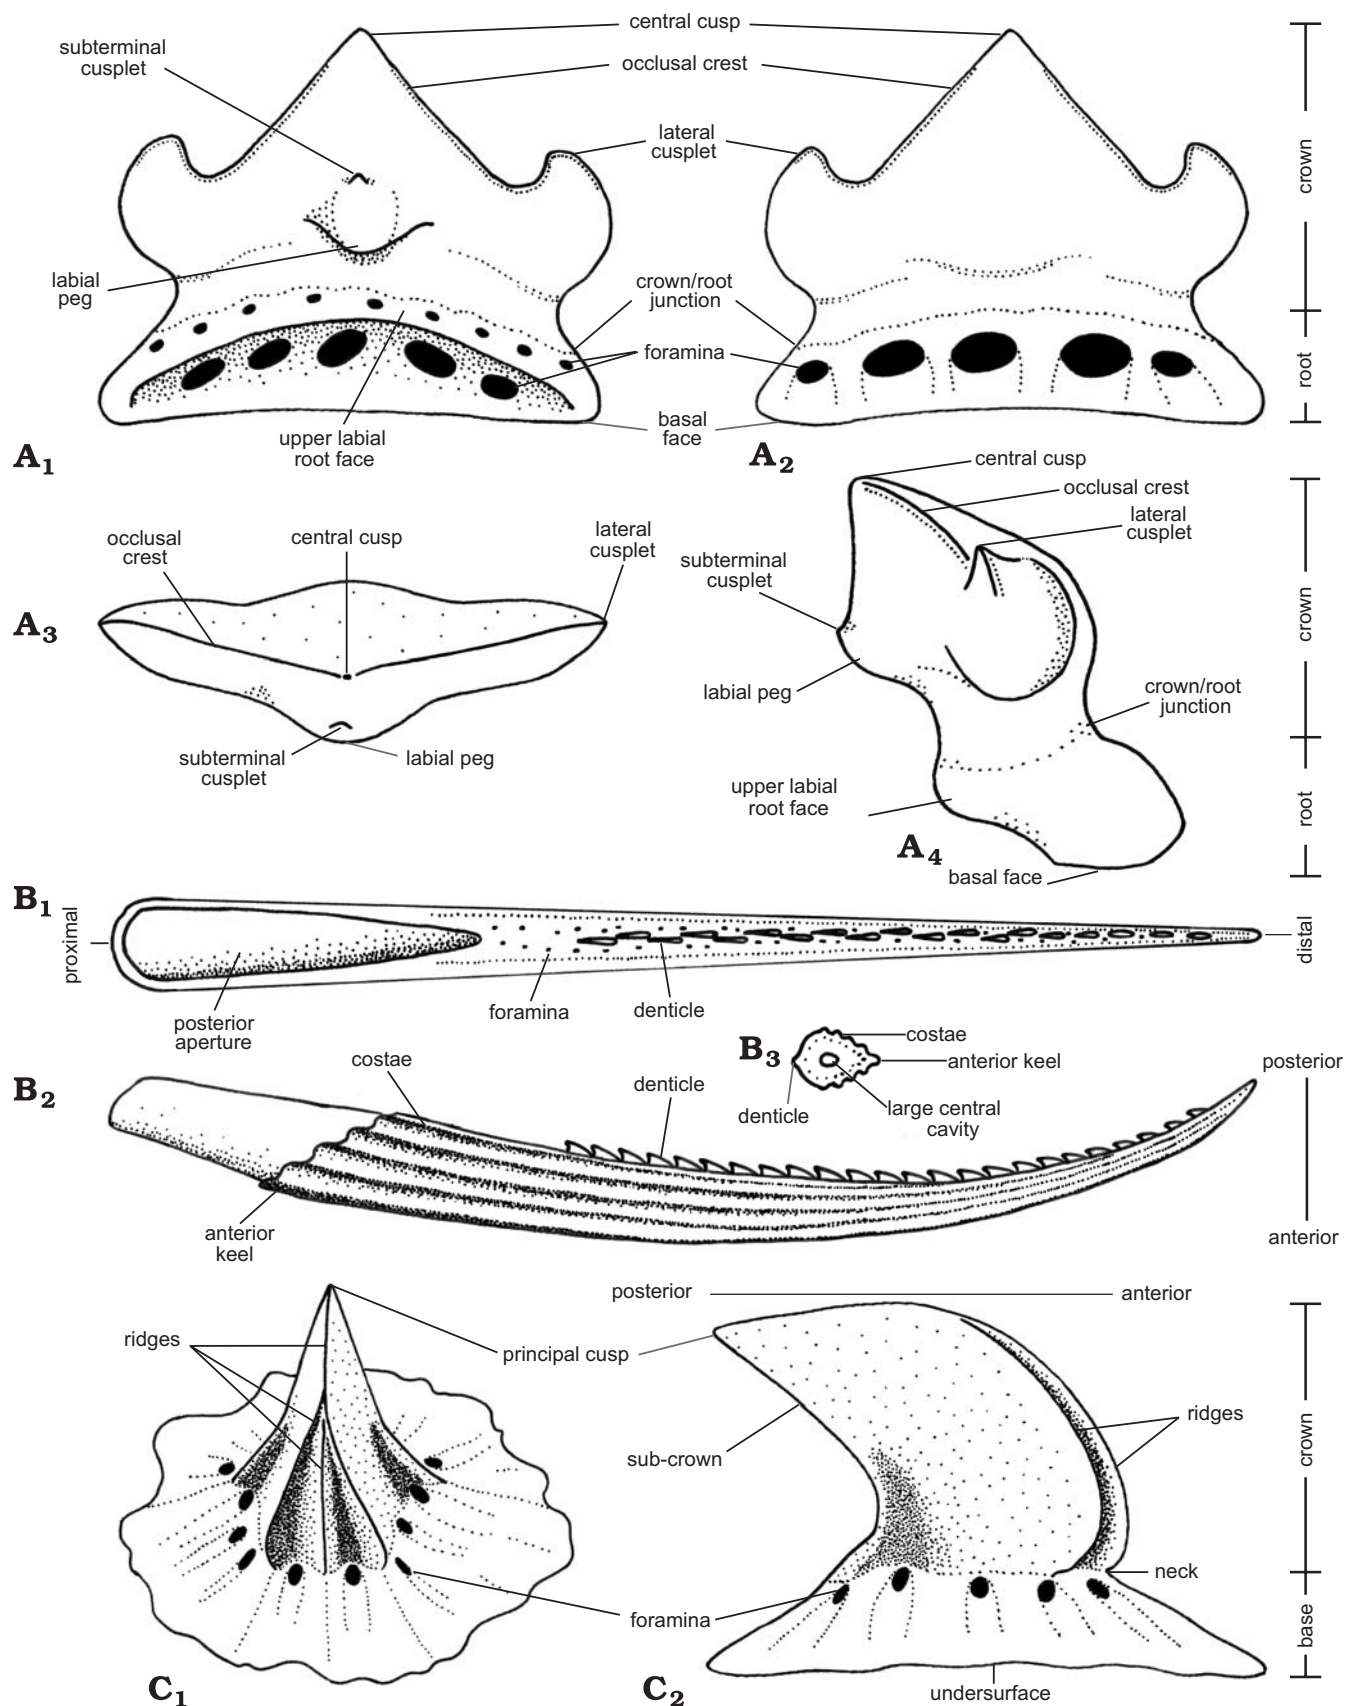 central cusp
subterminal
cusplet
occlusal crest
lateral
cusplet
crown
labial
peg
crown/root
junction
foramina
root
upper labial
root face
basal
face
A1
A2
central cusp
occlusal crest
lateral
cusplet
subterminal
cusplet
crown
labial peg
crown/root
junction
upper labial
root face
root
A4
basal face
occlusal
crest
central cusp
lateral
cusplet
A3
subterminal
cusplet
labial peg
B1
proximal
distal
foramina
denticle
posterior
aperture
B3
costae
anterior keel
denticle
large central
cavity
B2
costae
denticle
posterior
anterior
keel
anterior
ridges
principal cusp
posterior
anterior
sub-crown
ridges
crown
neck
foramina
base
C1
C2
undersurface